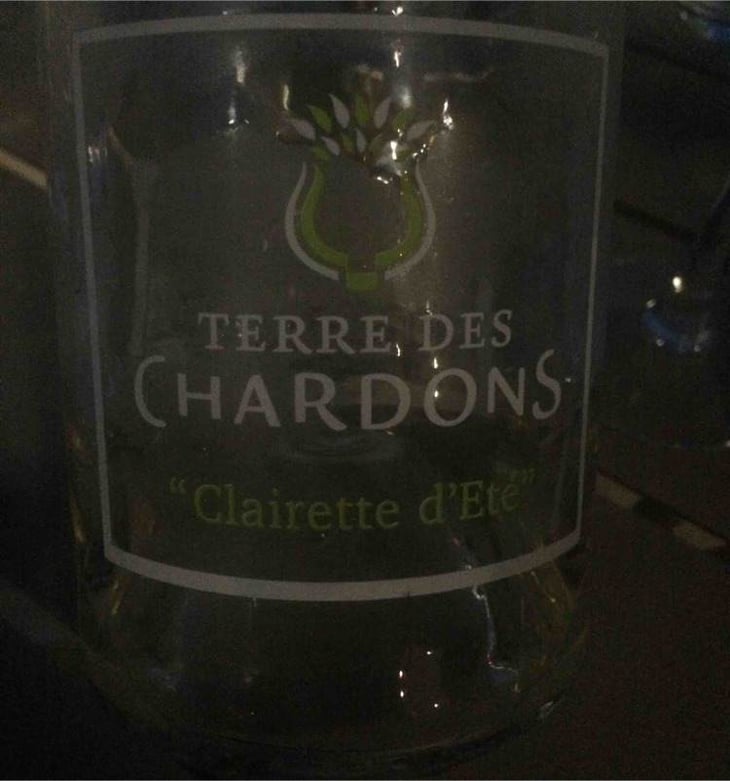 TERRE DES
CHARDONS
“Clairette d’Eté”